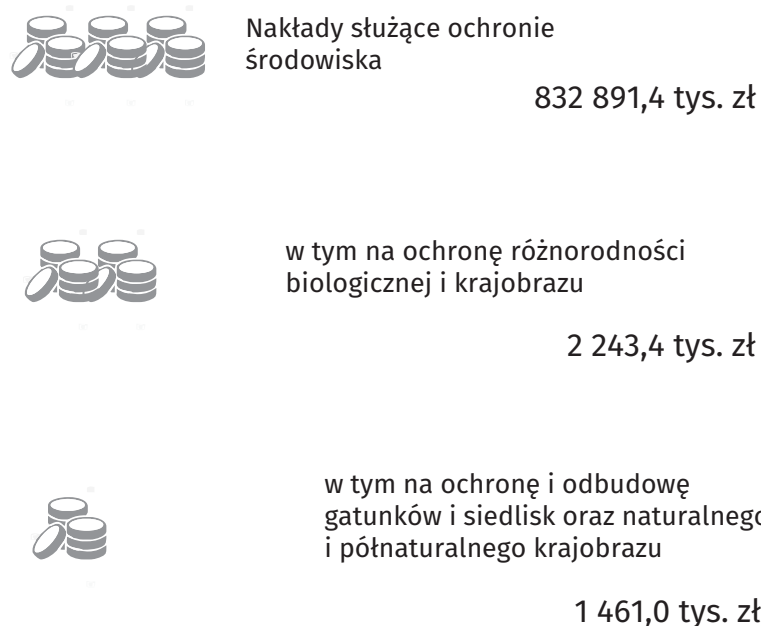 Nakłady służące ochronie
środowiska
832 891,4 tys. zł
w tym na ochronę różnorodności
biologicznej i krajobrazu
2 243,4 tys. zł
w tym na ochronę i odbudowę
gatunków i siedlisk oraz naturalnego
i półnaturalnego krajobrazu
1 461,0 tys. zł